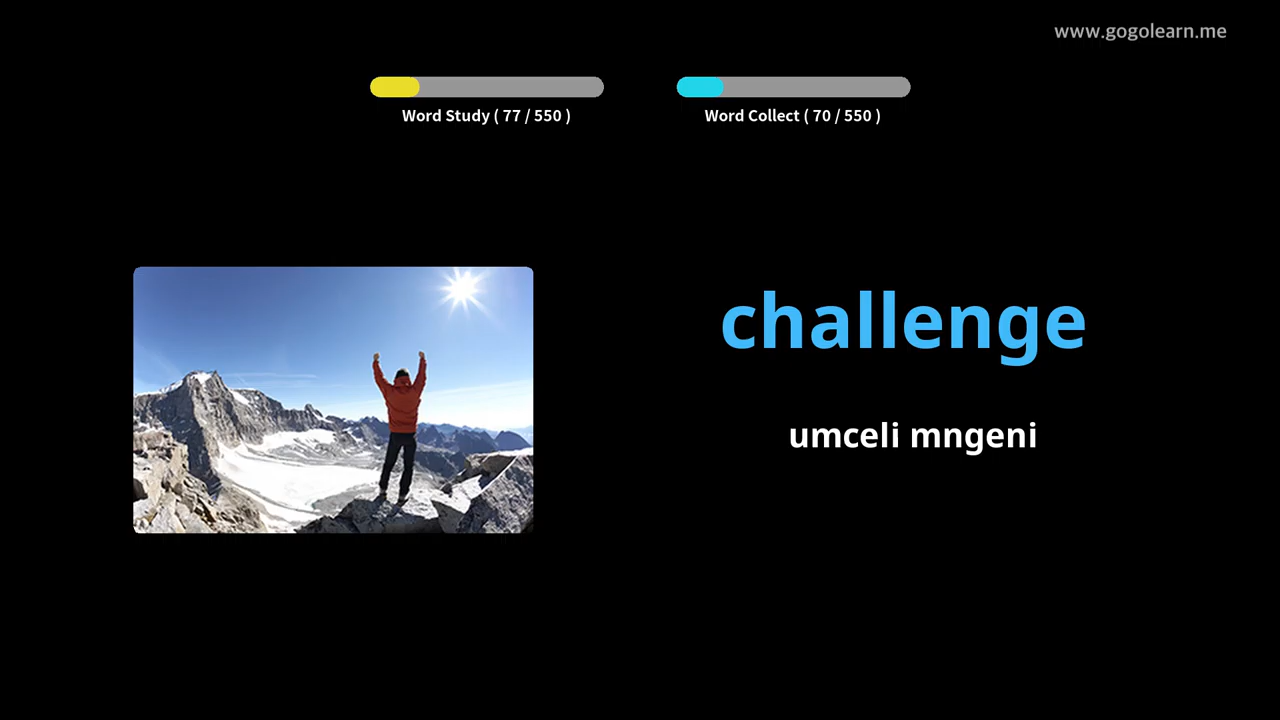 www.gogolearn.me
Word Study ( 77 / 550 )
Word Collect ( 70 / 550 )
challenge
umceli mngeni